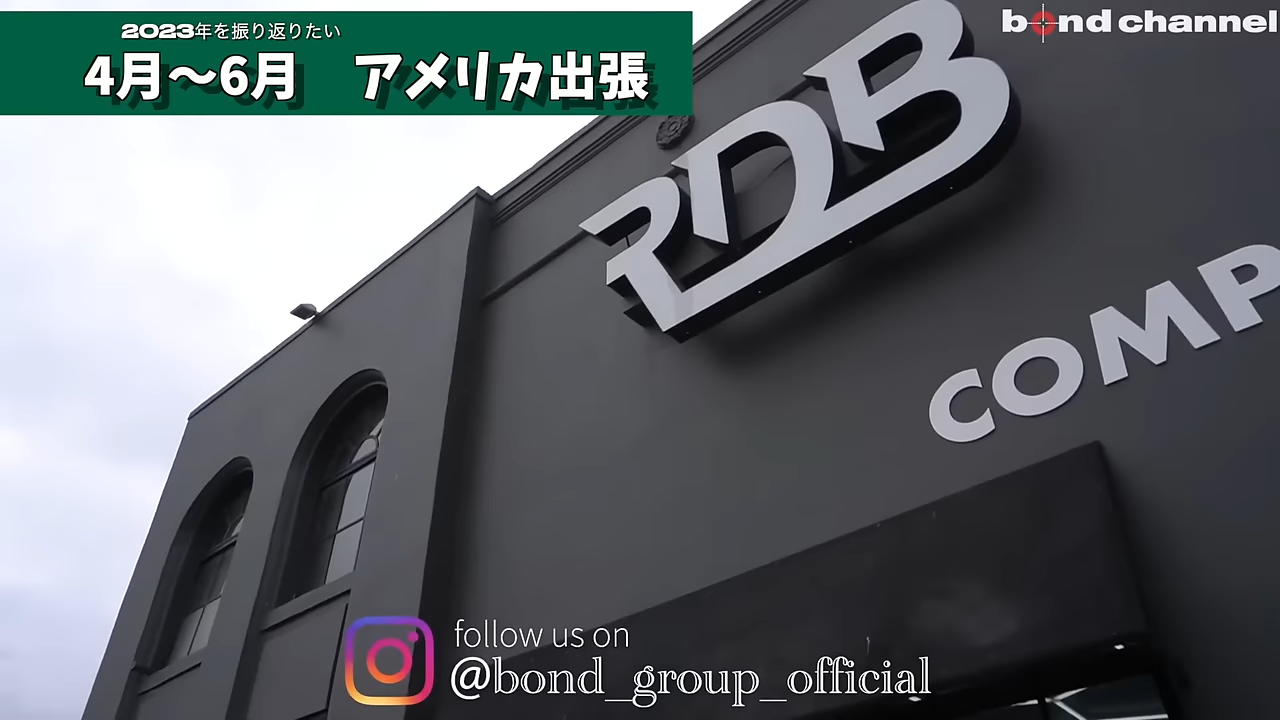 2023年を振り返りたい
4月〜6月　アメリカ出張
bond channel
RDB
COMP
follow us on
@bond_group_official